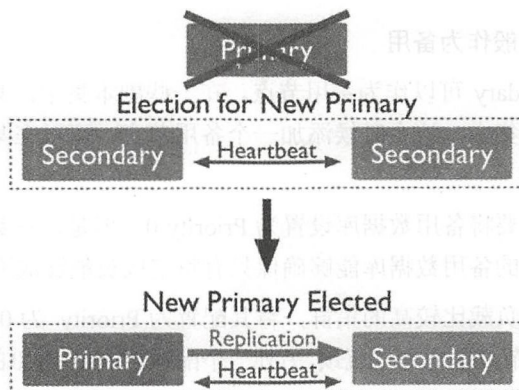 Primary
Election for New Primary
Secondary
Heartbeat
Secondary
New Primary Elected
Primary
Replication
Heartbeat
Secondary